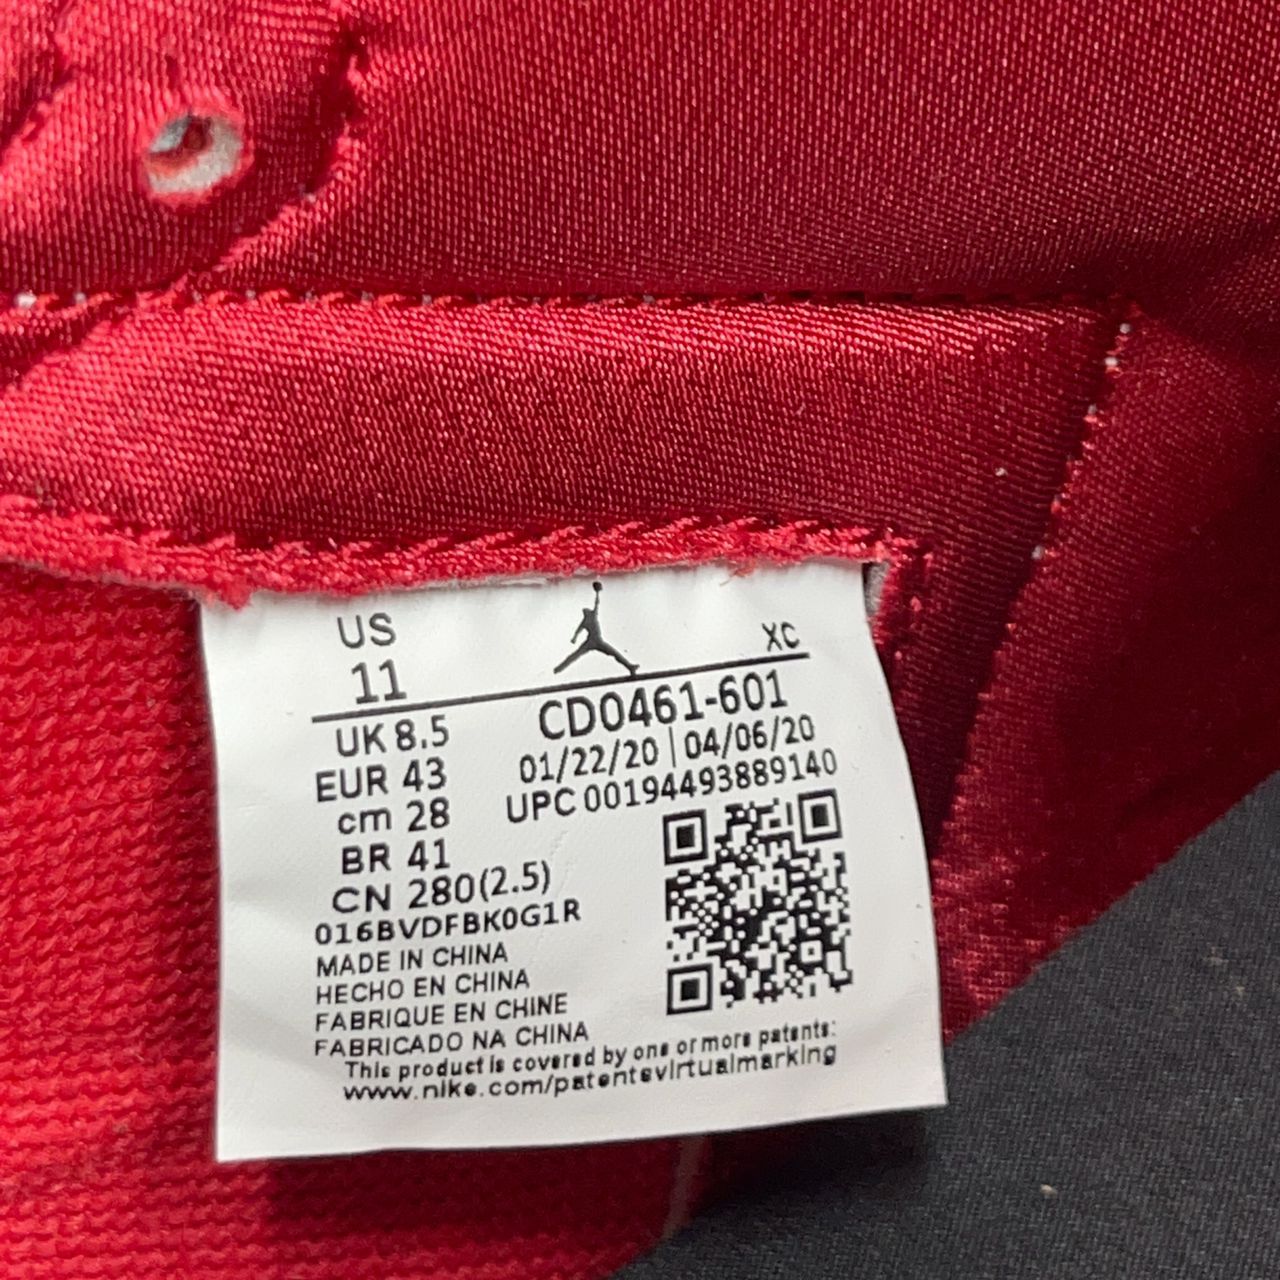 US
11
XC
UK 8.5
EUR 43
cm 28
BR 41
CN 280(2.5)
CD0461-601
01/22/20 | 04/06/20
UPC 00194493889140
016BVDFBK0G1R
MADE IN CHINA
HECHO EN CHINA
FABRIQUE EN CHINE
FABRICADO NA CHINA
This product is covered by one or more patents:
www.nike.com/patentsvirtualmarking